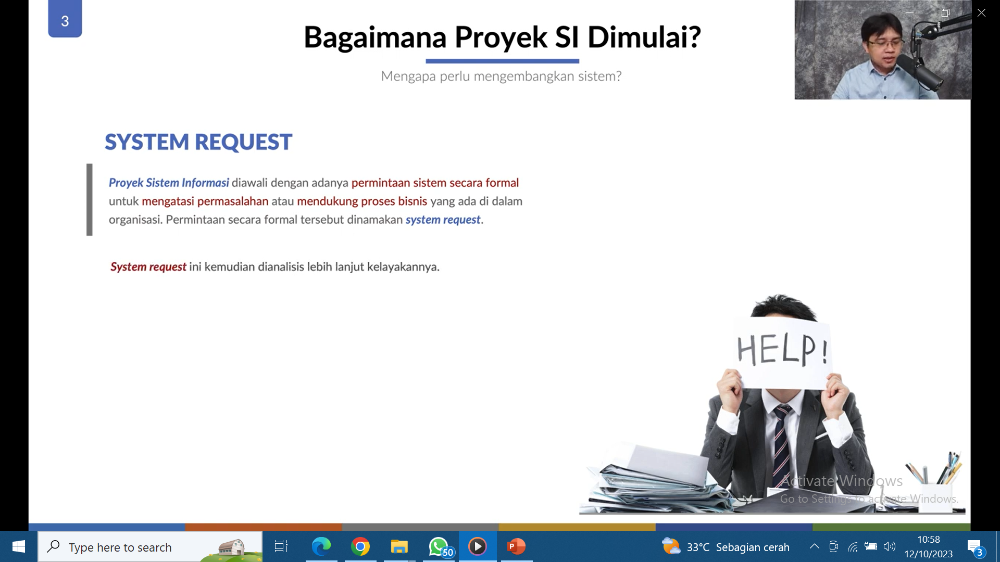 3
Bagaimana Proyek SI Dimulai?
Mengapa perlu mengembangkan sistem?
SYSTEM REQUEST
Proyek Sistem Informasi diawali dengan adanya permintaan sistem secara formal
untuk mengatasi permasalahan atau mendukung proses bisnis yang ada di dalam
organisasi. Permintaan secara formal tersebut dinamakan system request.
System request ini kemudian dianalisis lebih lanjut kelayakannya.
HELP!
Activate Windows
Go to Settings to activate Windows.
Type here to search
50
P
33°C Sebagian cerah
10:58
12/10/2023
3